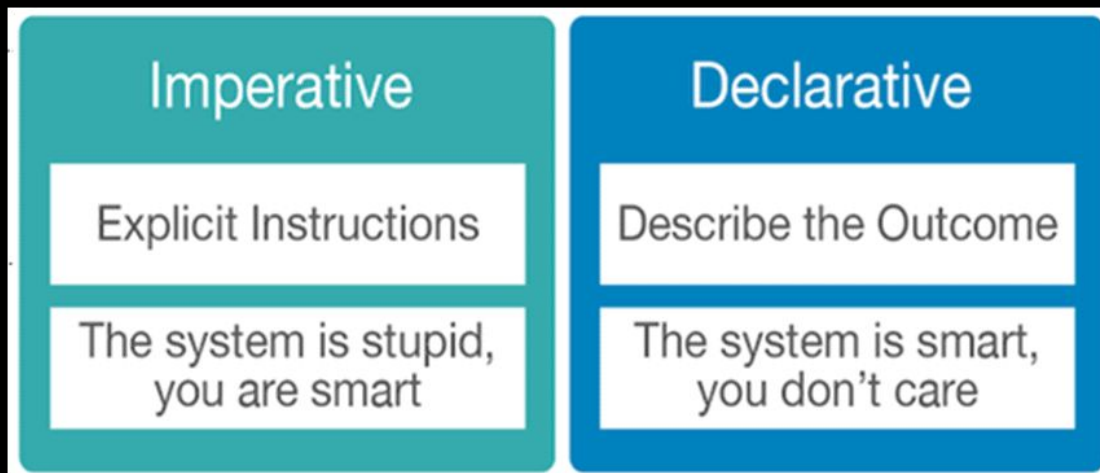 Imperative
Explicit Instructions
The system is stupid,
you are smart
Declarative
Describe the Outcome
The system is smart,
you don’t care